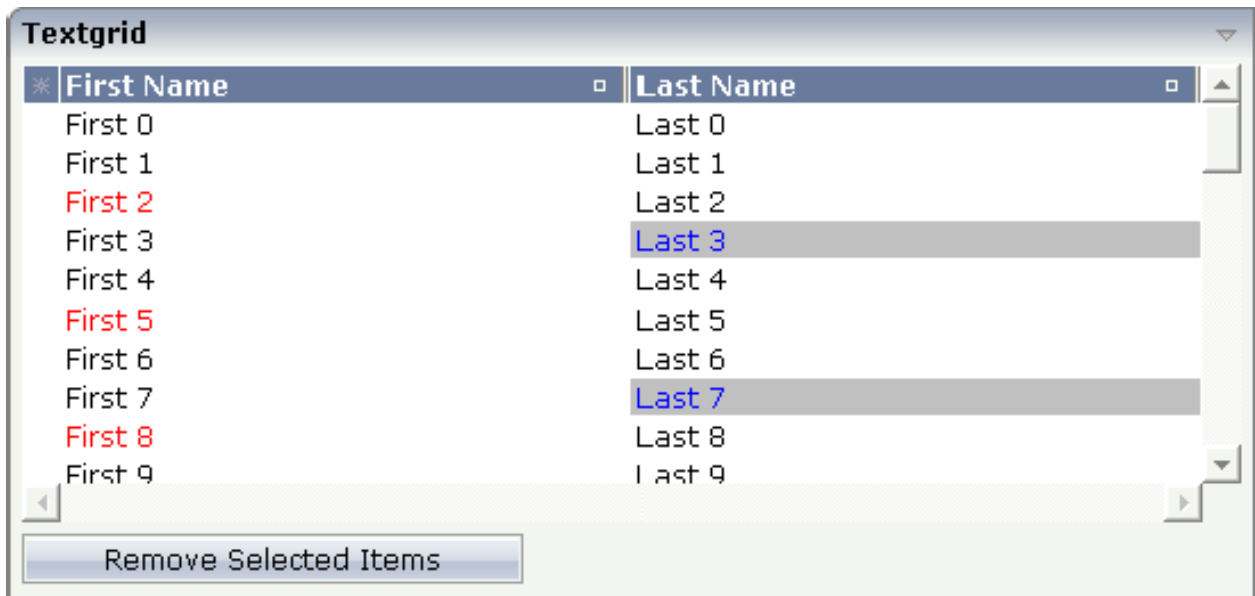 Textgrid
First Name Last Name
First 0 Last 0
First 1 Last 1
First 2 Last 2
First 3 Last 3
First 4 Last 4
First 5 Last 5
First 6 Last 6
First 7 Last 7
First 8 Last 8
First 9 Last 9
Remove Selected Items